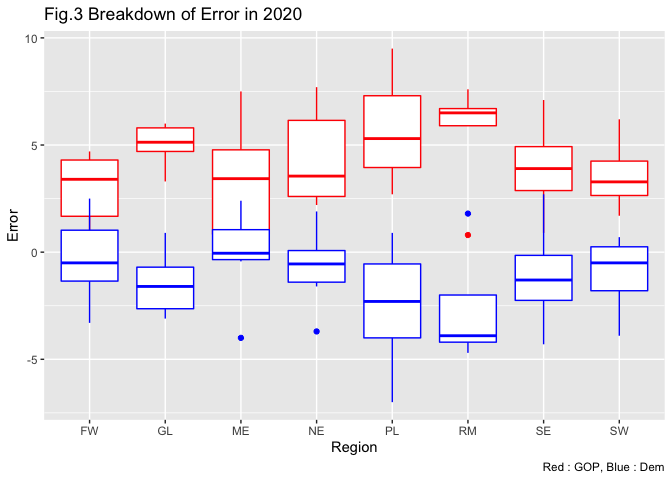 Fig.3 Breakdown of Error in 2020
10
5
0
-5
Error
FW GL ME NE PL RM SE SW
Region
Red : GOP, Blue : Dem